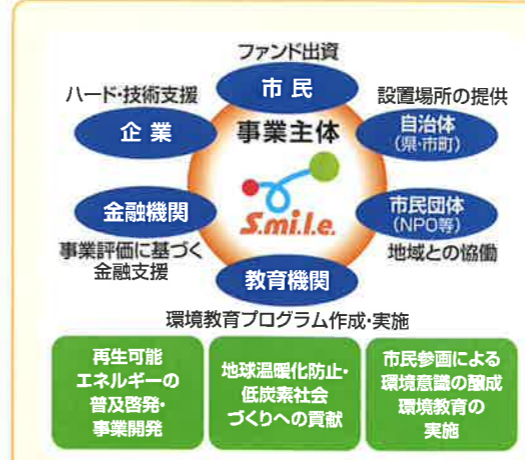 ファンド出資
市民
ハード・技術支援
企業
設置場所の提供
自治体
(県・市町)
事業主体
S.mi.l.e.
金融機関
事業評価に基づく
金融支援
市民団体
(NPO等)
地域との協働
教育機関
環境教育プログラム作成・実施
再生可能
エネルギーの
普及啓発・
事業開発
地球温暖化防止・
低炭素社会
づくりへの貢献
市民参画による
環境意識の醸成
環境教育の
実施